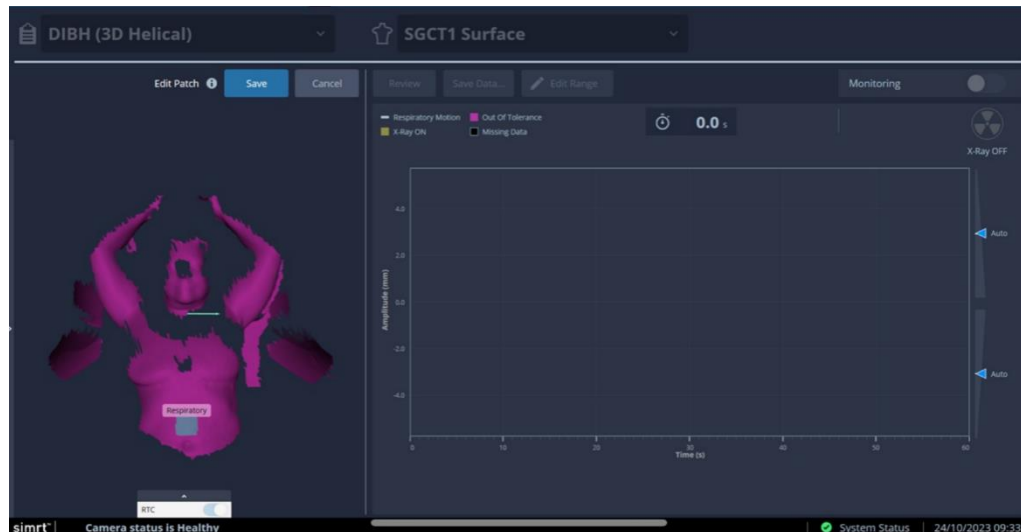 DIBH (3D Helical)
SGCT1 Surface
Edit Patch
Save
Cancel
Review
Save Data...
Edit Range
Monitoring
Respiratory Motion
Out Of Tolerance
X-Ray ON
Missing Data
0.0 s
X-Ray OFF
4.0
2.0
0.0
-2.0
-4.0
Amplitude (mm)
Auto
Auto
0
10
20
30
40
50
60
Time (s)
Respiratory
RTC
simrt™
Camera status is Healthy
System Status
24/10/2023 09:33